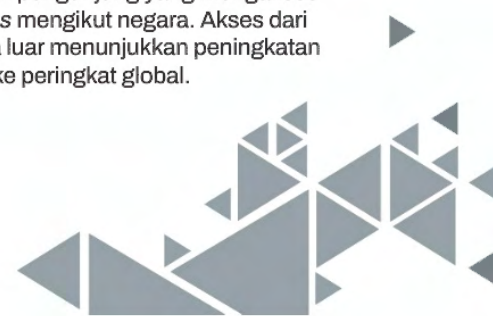 s mengikut negara. Akses dari
luar menunjukkan peningkatan
ke peringkat global.